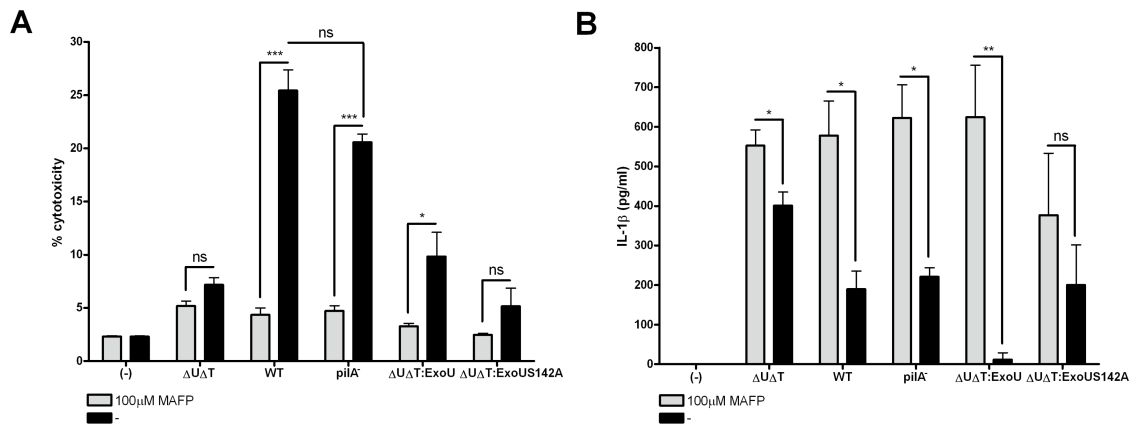 A
% cytotoxicity
30
25
20
15
10
5
0
ns
***
***
*
ns
ns
(-)
ΔUΔT
WT
pilA-
ΔUΔT:ExoU
ΔUΔT:ExoUS142A
100μM MAFP
-
B
IL-1β (pg/ml)
800
700
600
500
400
300
200
100
0
*
*
*
**
ns
(-)
ΔUΔT
WT
pilA-
ΔUΔT:ExoU
ΔUΔT:ExoUS142A
100μM MAFP
-